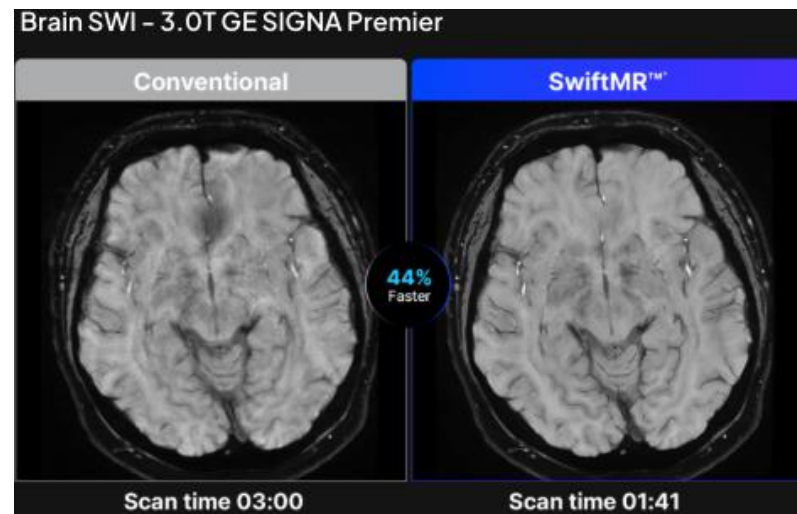 Brain SWI – 3.0T GE SIGNA Premier
Conventional
SwiftMR™
44%
Faster
Scan time 03:00
Scan time 01:41